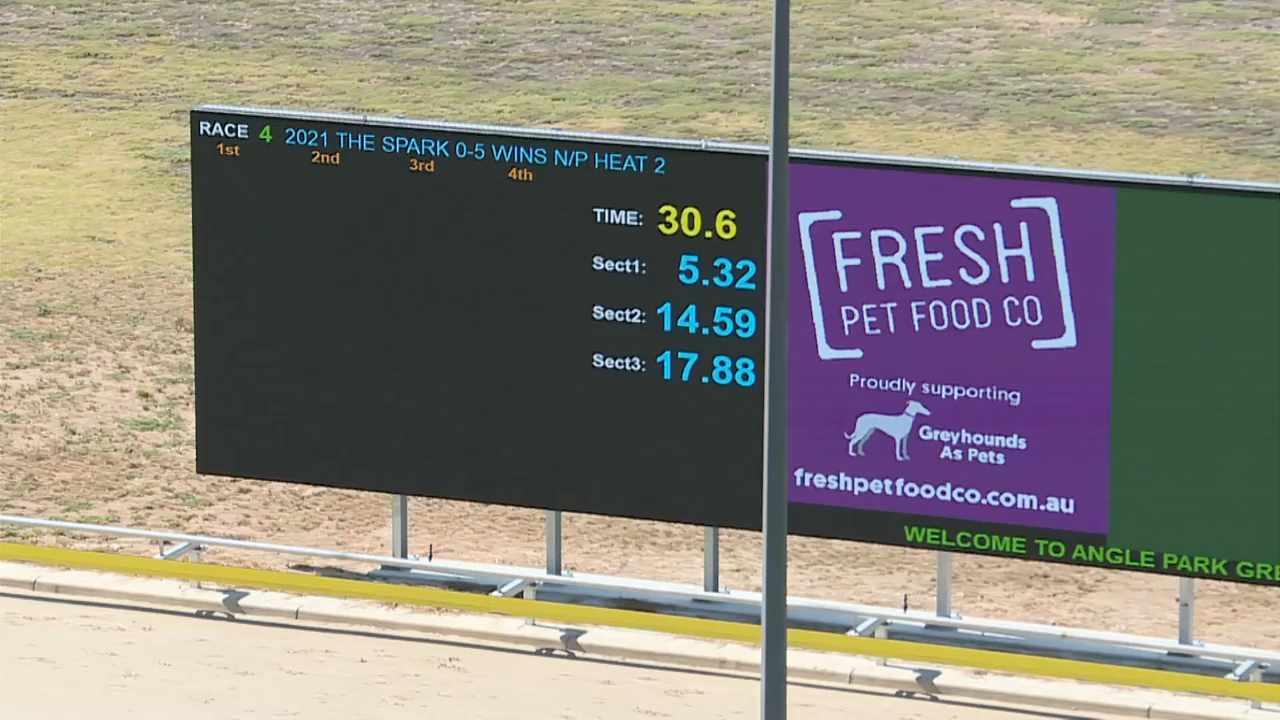 RACE 4 2021 THE SPARK 0-5 WINS N/P HEAT 2
1st 2nd 3rd 4th
TIME: 30.6
Sect1: 5.32
Sect2: 14.59
Sect3: 17.88
FRESH
PET FOOD CO
Proudly supporting
Greyhounds
As Pets
freshpetfoodco.com.au
WELCOME TO ANGLE PARK GRE